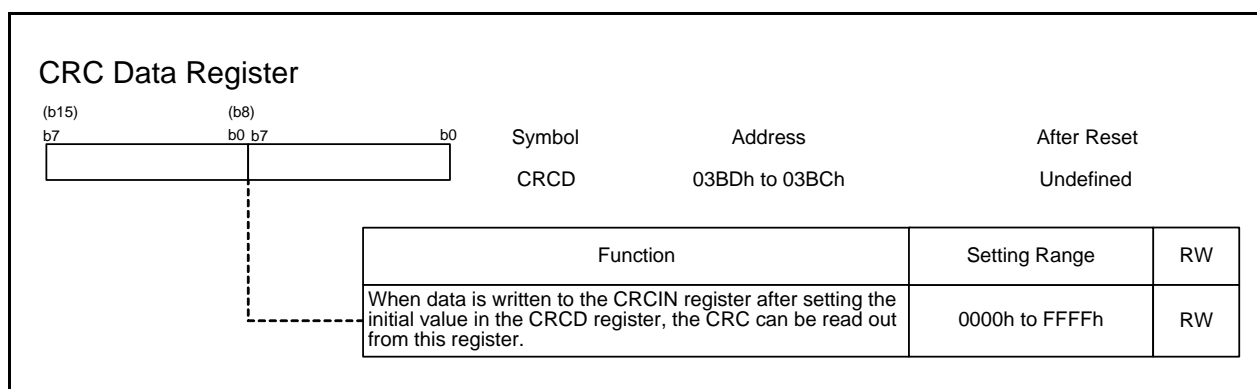 CRC Data Register
(b15) (b8)
b7 b0 b7 b0 Symbol Address After Reset
CRCD 03BDh to 03BCh Undefined
Function Setting Range RW
When data is written to the CRCIN register after setting the
initial value in the CRCD register, the CRC can be read out
from this register.
0000h to FFFFh RW